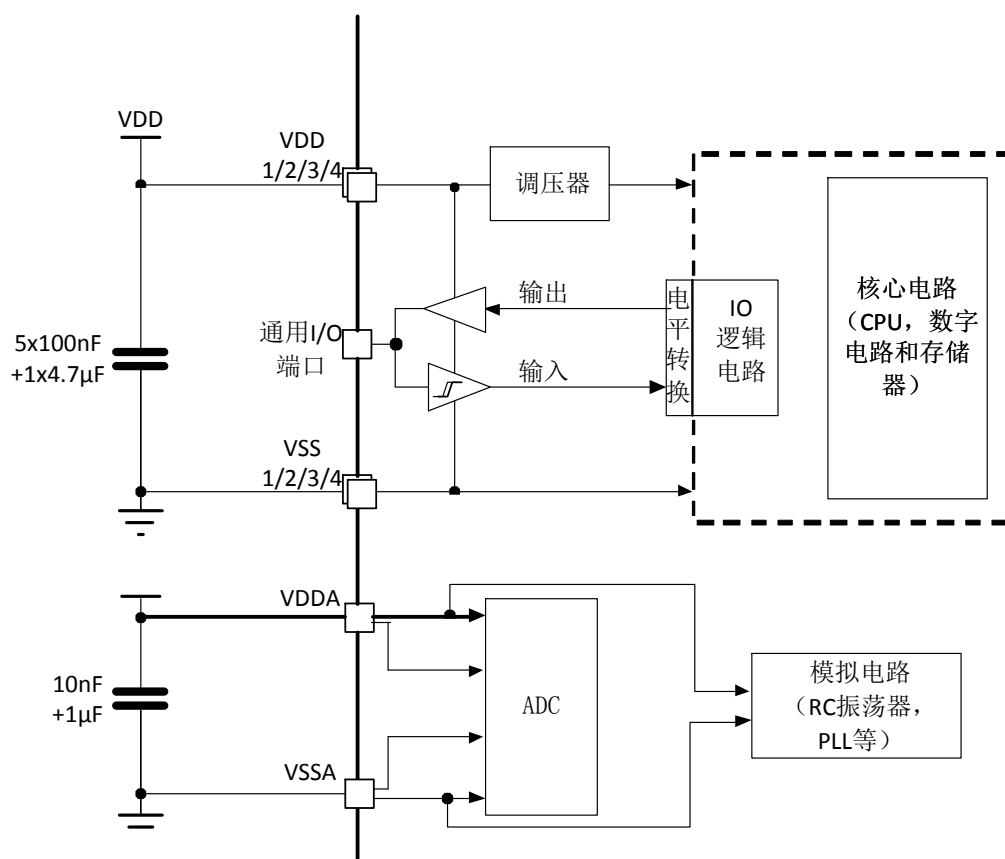 VDD
VDD
1/2/3/4
调压器
输出
通用I/O
端口
输入
电
平
转
换
IO
逻辑
电路
核心电路
（CPU，数字
电路和存储
器）
5x100nF
+1x4.7µF
VSS
1/2/3/4
VDDA
10nF
+1µF
ADC
模拟电路
（RC振荡器，
PLL等）
VSSA